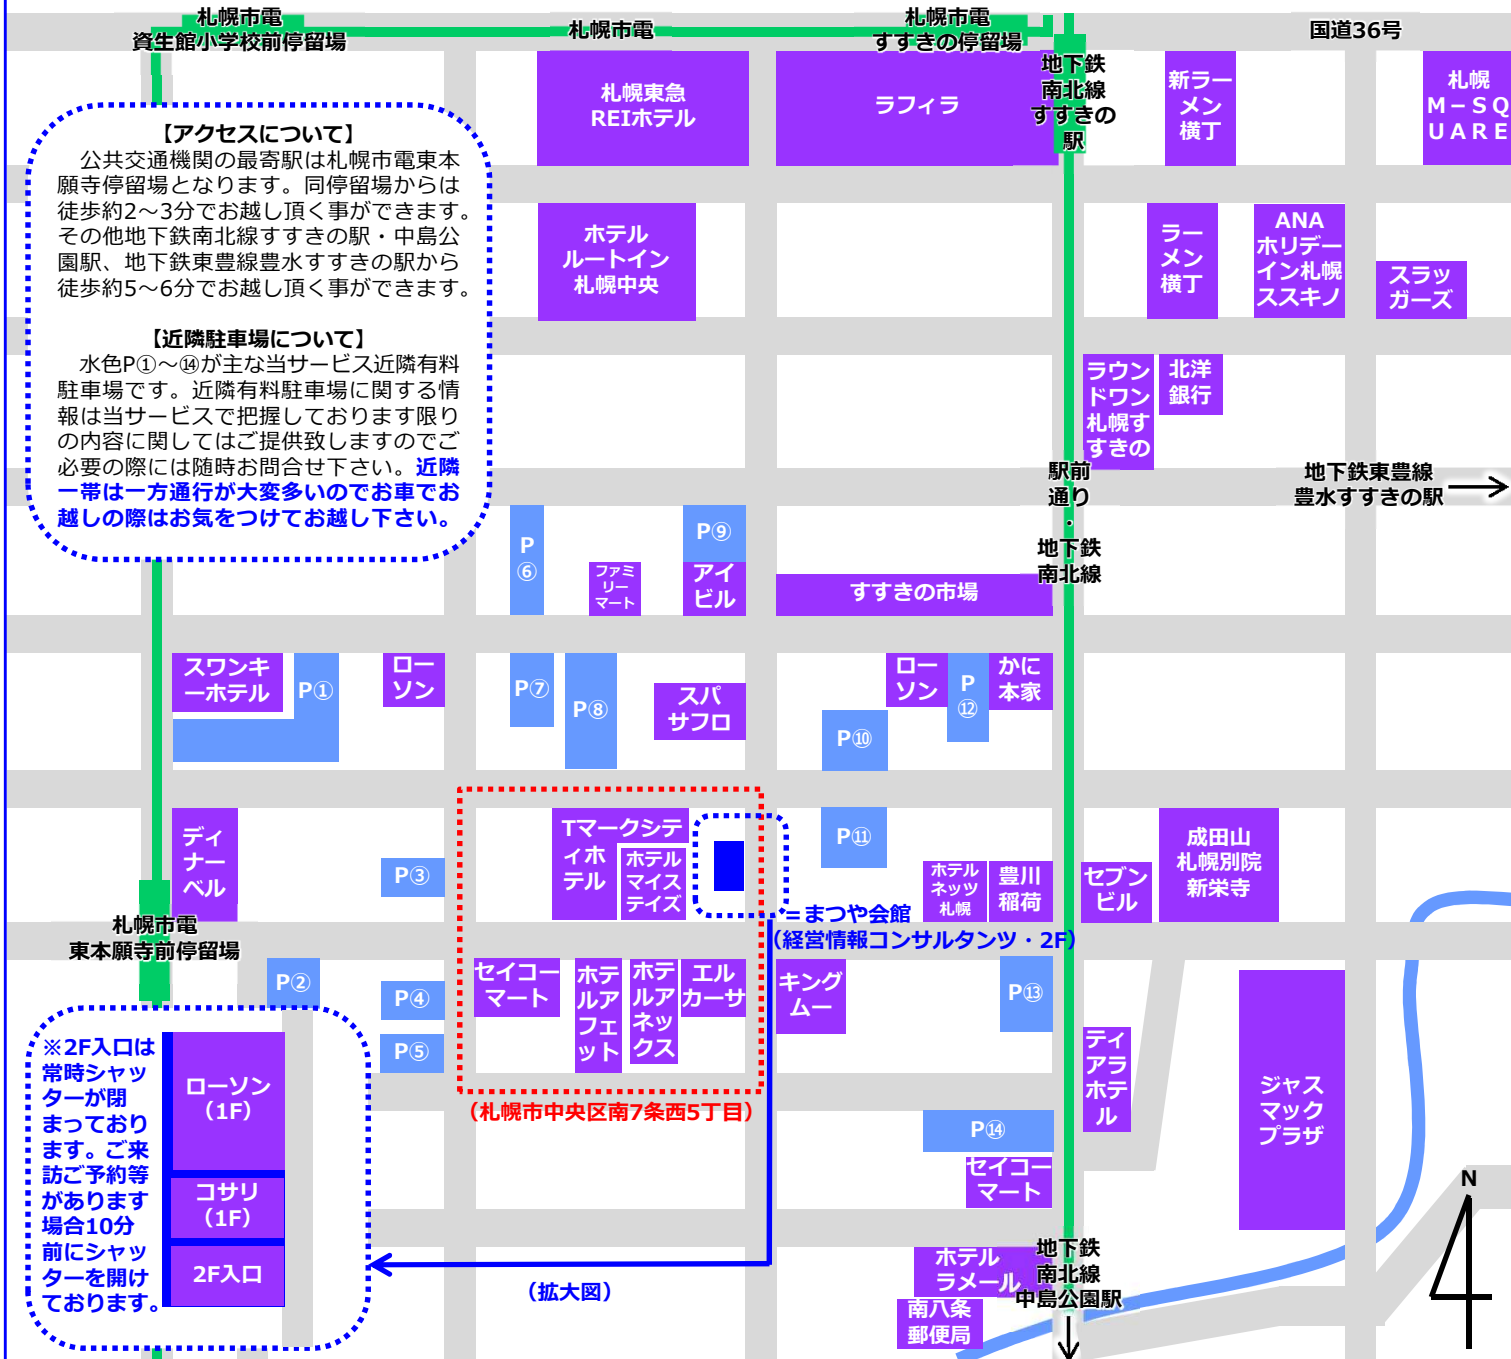 札幌市電
資生館小学校前停留場
札幌市電
札幌市電
すすきの停留場
国道36号
地下鉄
南北線
すすきの
駅
札幌東急
REIホテル
ラフィラ
新ラー
メン
横丁
札幌
M－SQ
UARE
【アクセスについて】
公共交通機関の最寄駅は札幌市電東本
願寺停留場となります。同停留場からは
徒歩約2～3分でお越し頂く事ができます。
その他地下鉄南北線すすきの駅・中島公
園駅、地下鉄東豊線豊水すすきの駅から
徒歩約5～6分でお越し頂く事ができます。
【近隣駐車場について】
水色P①～⑭が主な当サービス近隣有料
駐車場です。近隣有料駐車場に関する情
報は当サービスで把握しております限り
の内容に関してはご提供致しますのでご
必要の際には随時お問合せ下さい。近隣
一帯は一方通行が大変多いのでお車でお
越しの際はお気をつけてお越し下さい。
ホテル
ルートイン
札幌中央
ラー
メン
横丁
ANA
ホリデー
イン札幌
ススキノ
スラッ
ガーズ
ラウン
ドワン
札幌す
すきの
北洋
銀行
駅前
通り
・
地下鉄
南北線
地下鉄東豊線
豊水すすきの駅
P
⑥
P⑨
ファミ
リー
マート
アイ
ビル
すすきの市場
スワンキ
ーホテル
P①
ロー
ソン
P⑦
P⑧
スパ
サフロ
ロー
ソン
P
⑫
かに
本家
P⑩
ディ
ナー
ベル
P③
Tマークシテ
ィホ
テル
ホテル
マイス
テイズ
P⑪
ホテル
ネッツ
札幌
豊川
稲荷
セブン
ビル
成田山
札幌別院
新栄寺
札幌市電
東本願寺前停留場
＝まつや会館
（経営情報コンサルタンツ・2F）
P②
P④
P⑤
セイコー
マート
ホテ
ルア
フェ
ット
ホテ
ルア
ネッ
クス
エル
カーサ
キング
ムー
P⑬
ティ
アラ
ホテ
ル
ジャス
マック
プラザ
（札幌市中央区南7条西5丁目）
P⑭
セイコー
マート
※2F入口は
常時シャッ
ターが閉
まっており
ます。ご来
訪ご予約等
があります
場合10分
前にシャッ
ターを開け
ております。
ローソン
（1F）
コサリ
（1F）
2F入口
（拡大図）
ホテル
ラメール
南八条
郵便局
地下鉄
南北線
中島公園駅
N